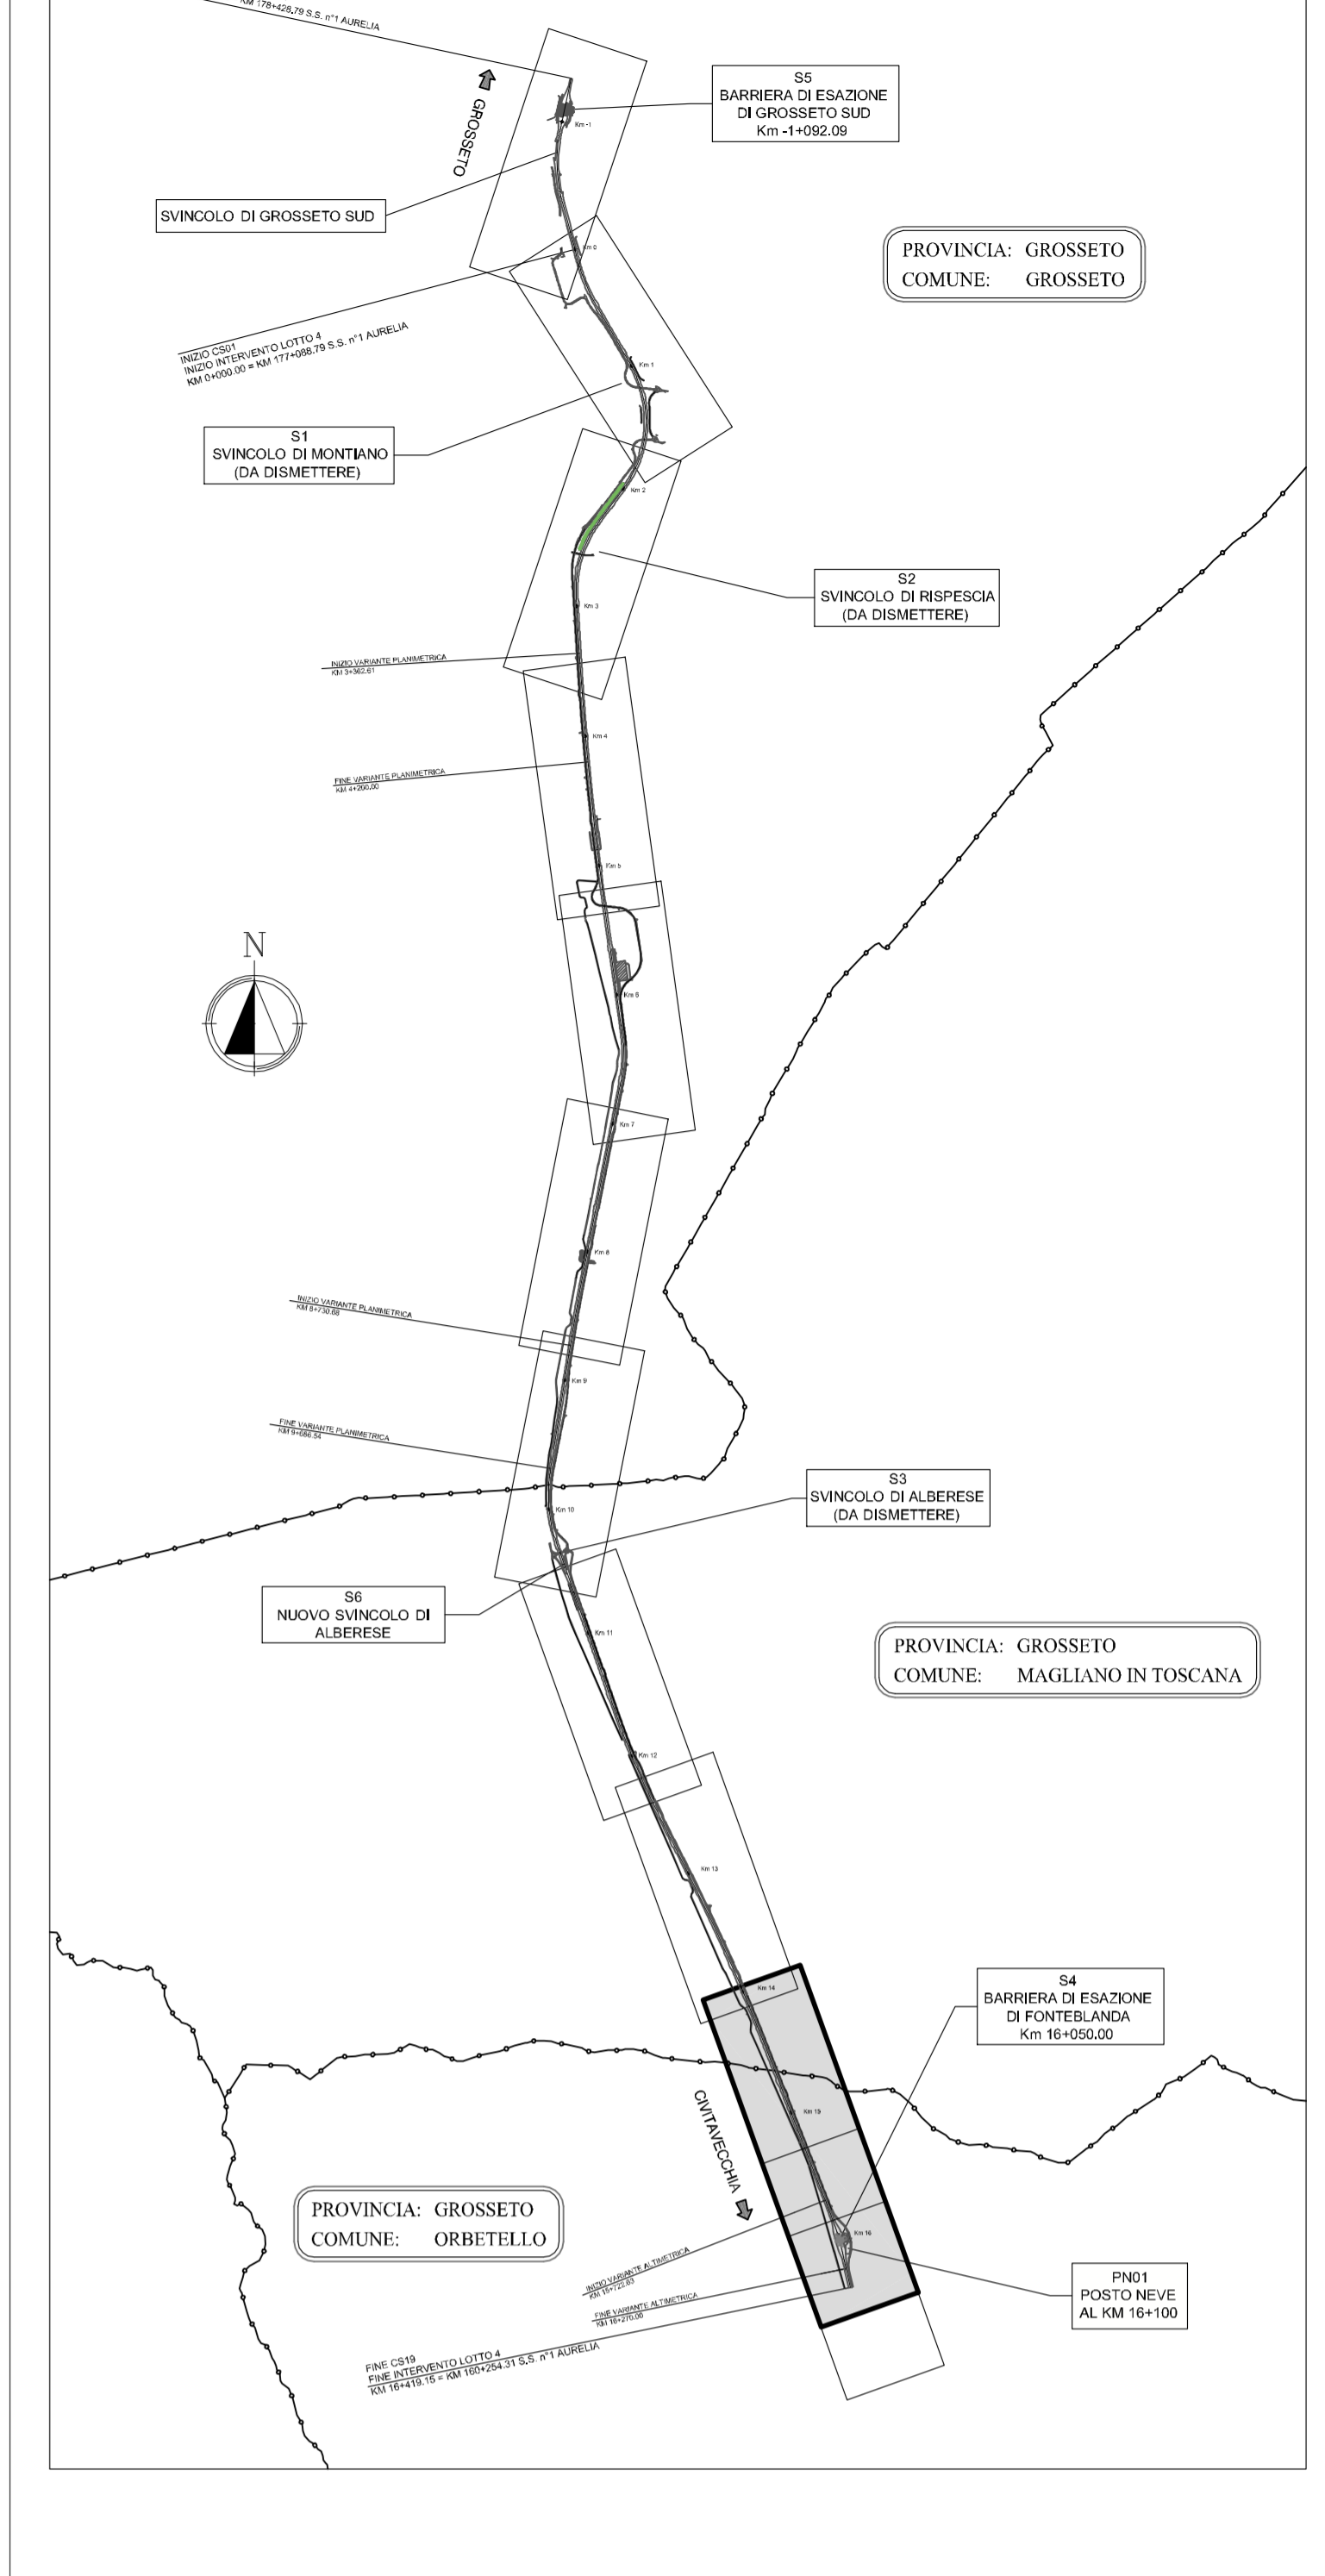 KM 178+428.79 S.S. n°1 AURELIA
GROSSETO
S5
BARRIERA DI ESAZIONE
DI GROSSETO SUD
Km -1+092.09
Km -1
SVINCOLO DI GROSSETO SUD
Km 0
PROVINCIA: GROSSETO
COMUNE: GROSSETO
INIZIO CS01
INIZIO INTERVENTO LOTTO 4
KM 0+000.00 = KM 177+088.79 S.S. n°1 AURELIA
Km 1
S1
SVINCOLO DI MONTIANO
(DA DISMETTERE)
Km 2
S2
SVINCOLO DI RISPESCIA
(DA DISMETTERE)
Km 3
INIZIO VARIANTE PLANIMETRICA
KM 3+362.61
Km 4
FINE VARIANTE PLANIMETRICA
KM 4+200.00
Km 5
N
Km 6
Km 7
Km 8
INIZIO VARIANTE PLANIMETRICA
KM 8+730.68
Km 9
FINE VARIANTE PLANIMETRICA
KM 9+686.54
S3
SVINCOLO DI ALBERESE
(DA DISMETTERE)
Km 10
S6
NUOVO SVINCOLO DI
ALBERESE
Km 11
PROVINCIA: GROSSETO
COMUNE: MAGLIANO IN TOSCANA
Km 12
Km 13
Km 14
S4
BARRIERA DI ESAZIONE
DI FONTEBLANDA
Km 16+050.00
Km 15
CIVITAVECCHIA
PROVINCIA: GROSSETO
COMUNE: ORBETELLO
Km 16
INIZIO VARIANTE ALTIMETRICA
KM 15+722.63
PN01
POSTO NEVE
AL KM 16+100
FINE VARIANTE ALTIMETRICA
KM 16+270.00
FINE CS19
FINE INTERVENTO LOTTO 4
KM 16+419.15 = KM 160+254.31 S.S. n°1 AURELIA